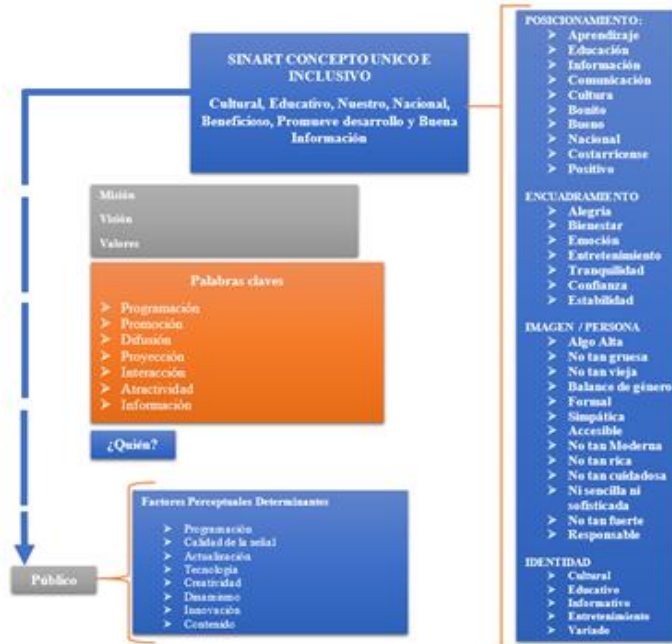 SINART CONCEPTO UNICO E
INCLUSIVO
Cultural, Educativo, Nuestro, Nacional,
Beneficioso, Promueve desarrollo y Buena
Información
Misión
Visión
Valores
Palabras claves
Programación
Promoción
Difusión
Proyección
Interacción
Atractividad
Información
¿Quién?
Público
Factores Perceptuales Determinantes
Programación
Calidad de la señal
Actualización
Tecnología
Creatividad
Dinamismo
Innovación
Contenido
POSICIONAMIENTO:
Aprendizaje
Educación
Información
Comunicación
Cultura
Bonito
Bueno
Nacional
Costarricense
Positivo
ENCUADRAMIENTO
Alegría
Bienestar
Emoción
Entretenimiento
Tranquilidad
Confianza
Estabilidad
IMAGEN / PERSONA
Algo Alta
No tan gruesa
No tan vieja
Balance de género
Formal
Simpática
Accesible
No tan Moderna
No tan rica
No tan cuidadosa
Ni sencilla ni
sofisticada
No tan fuerte
Responsable
IDENTIDAD
Cultural
Educativo
Informativo
Entretenimiento
Variado